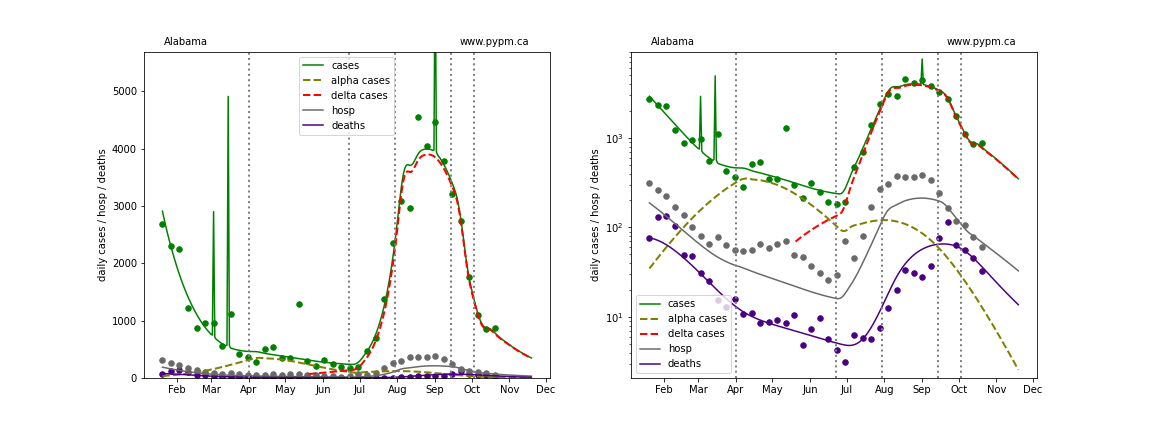 Alabama www.pypm.ca
daily cases / hosp / deaths
5000
4000
3000
2000
1000
0
cases
alpha cases
delta cases
hosp
deaths
Feb Mar Apr May Jun Jul Aug Sep Oct Nov Dec
Alabama www.pypm.ca
daily cases / hosp / deaths
10³
10²
10¹
cases
alpha cases
delta cases
hosp
deaths
Feb Mar Apr May Jun Jul Aug Sep Oct Nov Dec